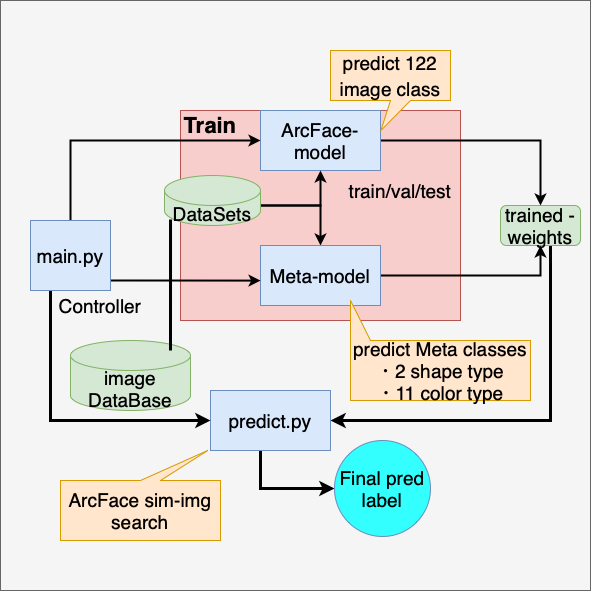 predict 122
image class
Train
ArcFace-
model
train/val/test
DataSets
trained -
weights
main.py
Meta-model
Controller
predict Meta classes
・2 shape type
・11 color type
image
DataBase
predict.py
Final pred
label
ArcFace sim-img
search